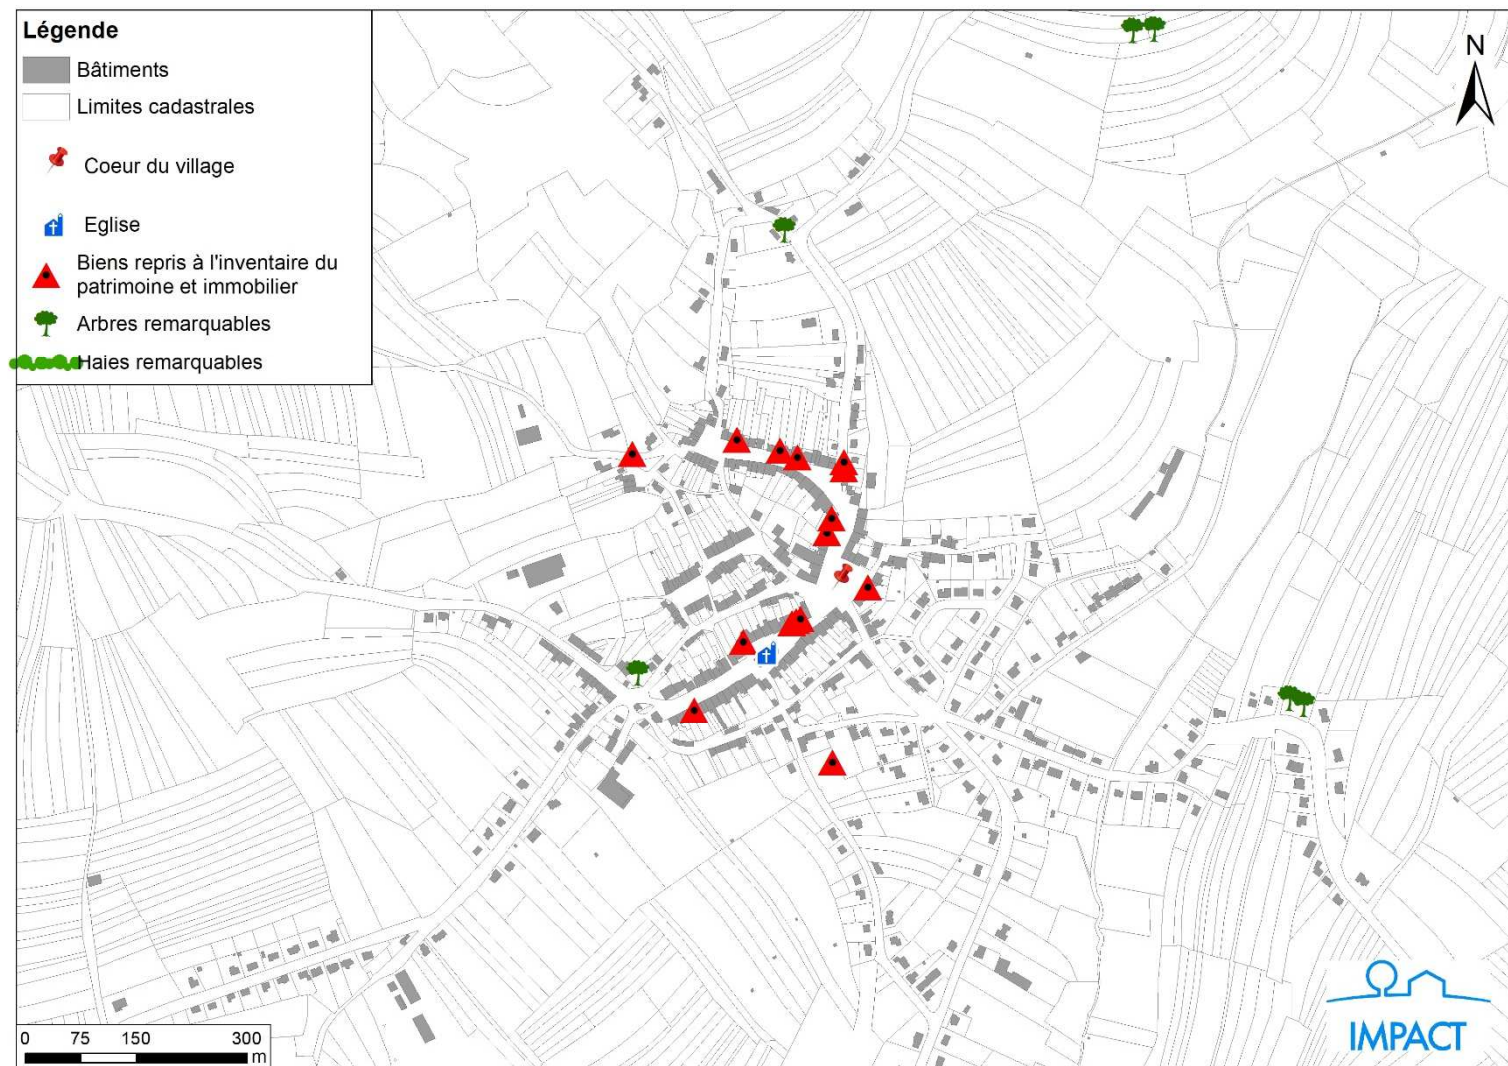 Légende
Bâtiments
Limites cadastrales
Coeur du village
Eglise
Biens repris à l'inventaire du
patrimoine et immobilier
Arbres remarquables
Haies remarquables
N
0 75 150 300
m
IMPACT